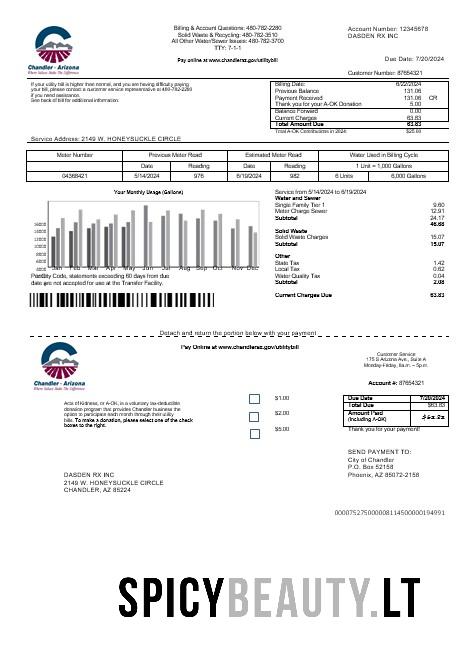 Billing & Account Questions: 480-782-2280
Solid Waste & Recycling: 480-782-3510
All Other Water/Sewer Issues: 480-782-3700
TTY: 7-1-1
Pay online at www.chandleraz.gov/utilitybill
Account Number: 12345678
DASDEN RX INC
Due Date: 7/20/2024
Customer Number: 87654321
Chandler · Arizona
Where Values Make The Difference
If your utility bill is higher than normal, and you are having difficulty paying
your bill, please contact a customer service representative at 480-782-2280
if you need assistance.
See back of bill for additional information.
Billing Date: 6/22/2024
Previous Balance 131.06
Payment Received 131.06 CR
Thank you for your A-OK Donation 5.00
Balance Forward 0.00
Current Charges 63.83
Total Amount Due 63.83
Total A-OK Contributions in 2024: $25.00
Service Address: 2149 W. HONEYSUCKLE CIRCLE
Meter Number Previous Meter Read Estimated Meter Read Water Used in Billing Cycle
Date Reading Date Reading 1 Unit = 1,000 Gallons
04368421 5/14/2024 976 6/19/2024 982 6 Units 6,000 Gallons
Your Monthly Usage (Gallons)
Jan Feb Mar Apr May Jun Jul Aug Sep Oct Nov Dec
Facility Code, statements exceeding 60 days from due
date are not accepted for use at the Transfer Facility.
Service from 5/14/2024 to 6/19/2024
Water and Sewer
Single Family Tier 1 9.60
Meter Charge Sewer 12.91
Subtotal 24.17
46.68
Solid Waste
Solid Waste Charges 15.07
Subtotal 15.07
Other
State Tax 1.42
Local Tax 0.62
Water Quality Tax 0.04
Subtotal 2.08
Current Charges Due 63.83
Detach and return the portion below with your payment
Pay Online at www.chandleraz.gov/utilitybill
Chandler · Arizona
Where Values Make The Difference
Customer Service
175 S Arizona Ave., Suite A
Monday-Friday, 8a.m. – 5p.m.
Account #: 87654321
Acts of Kindness, or A-OK, is a voluntary tax-deductible
donation program that provides Chandler business the
option to participate each month through their utility
bills. To make a donation, please select one of the check
boxes to the right.
$1.00
$2.00
$5.00
Due Date 7/20/2024
Total Due $63.83
Amount Paid
(including A-OK)
Thank you for your payment!
DASDEN RX INC
2149 W. HONEYSUCKLE CIRCLE
CHANDLER, AZ 85224
SEND PAYMENT TO:
City of Chandler
P.O. Box 52158
Phoenix, AZ 85072-2158
SPICYBEAUTY.LT